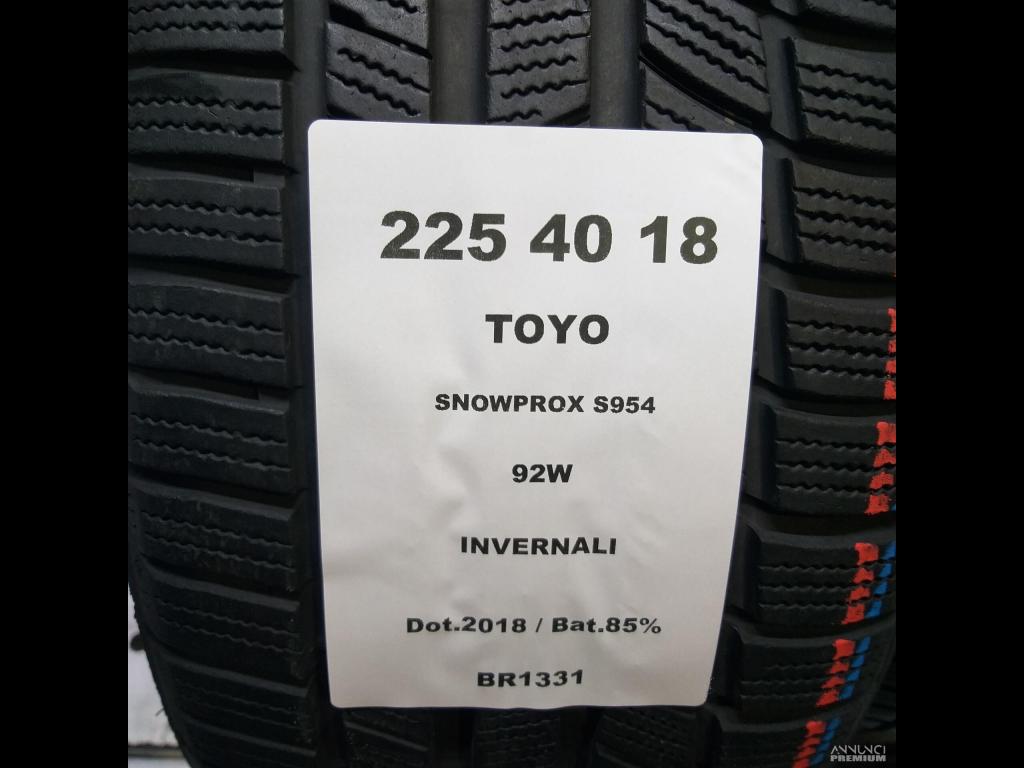 225 40 18
TOYO
SNOWPROX S954
92W
INVERNALI
Dot.2018 / Bat.85%
BR1331
ANNUNCI
PREMIUM